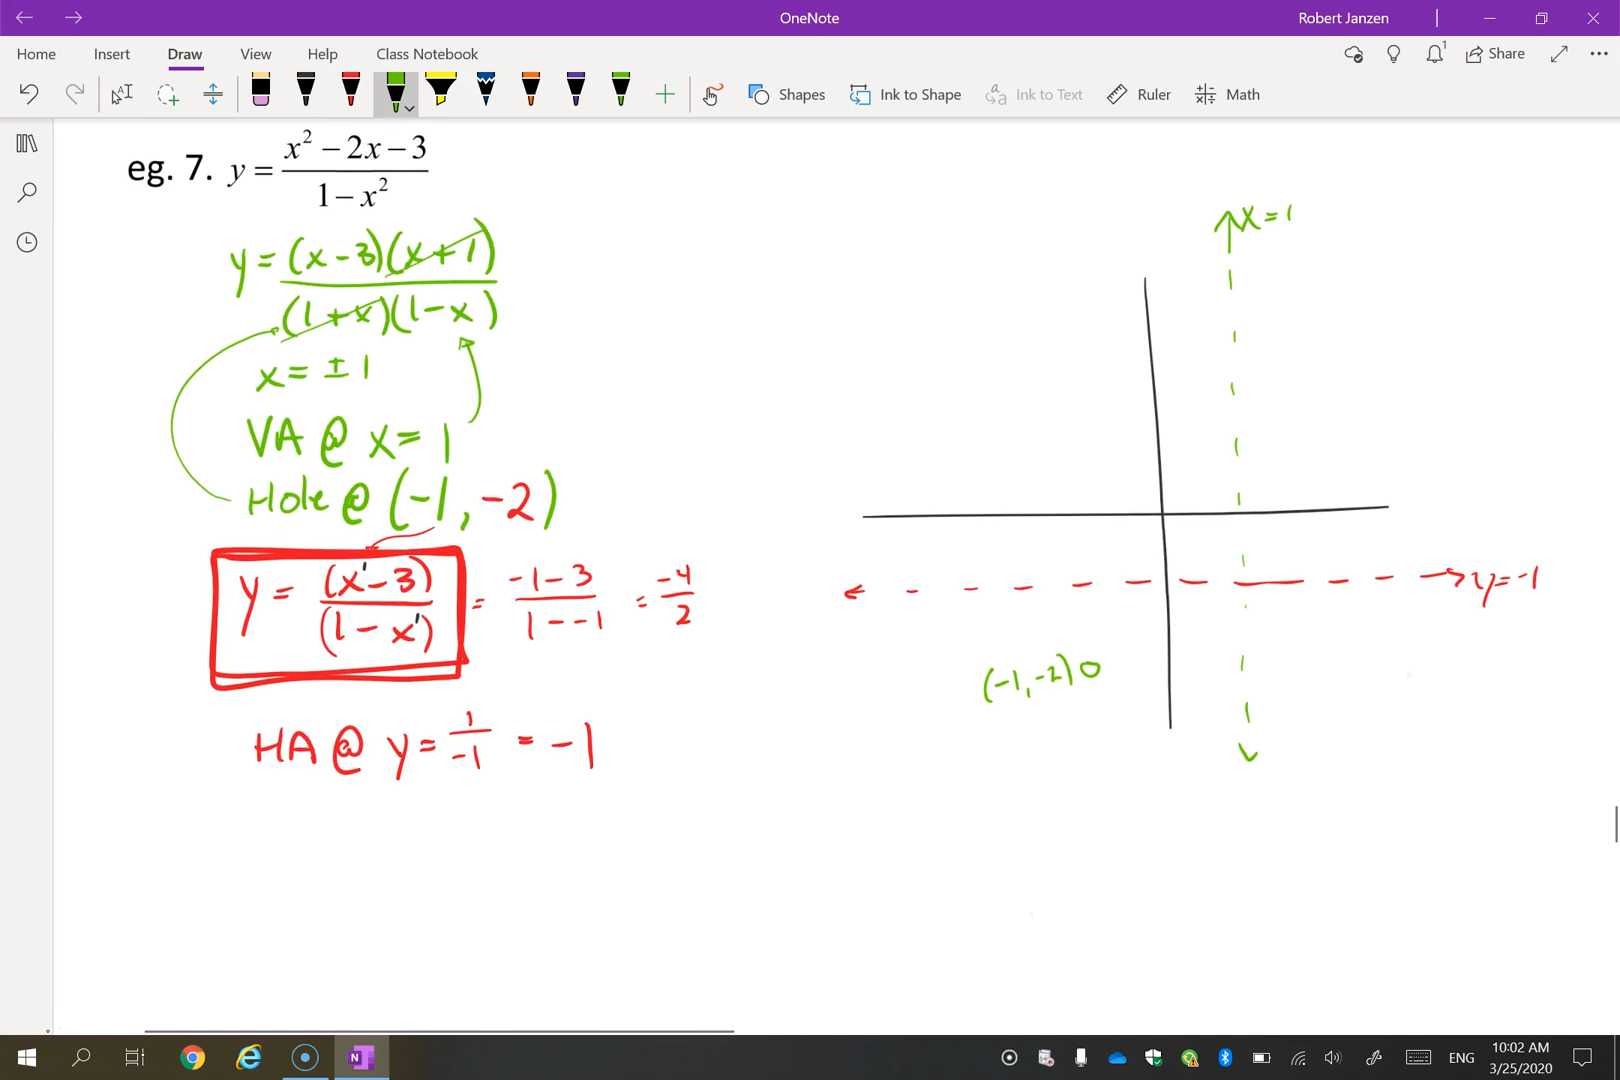 OneNote
Robert Janzen
Home Insert Draw View Help Class Notebook
1
Share
Shapes Ink to Shape Ink to Text Ruler Math
eg. 7. y = (x² − 2x − 3)/(1 − x²)
y = (x − 3)(x + 1)
(1 + x)(1 − x)
x = ± 1
VA @ x = 1
Hole @ (−1, −2)
y = (x¹ − 3)/(1 − x¹) = (−1 − 3)/(1 − −1) = −4/2
HA @ y = 1/−1 = −1
x = 1
y = −1
(−1, −2)
ENG
10:02 AM
3/25/2020